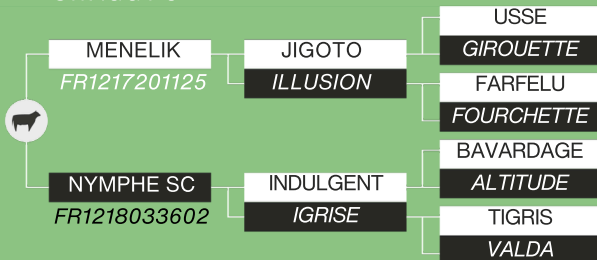 MENELIK
FR1217201125
JIGOTO
ILLUSION
USSE
GIROUETTE
FARFELU
FOURCHETTE
NYMPHE SC
FR1218033602
INDULGENT
IGRISE
BAVARDAGE
ALTITUDE
TIGRIS
VALDA